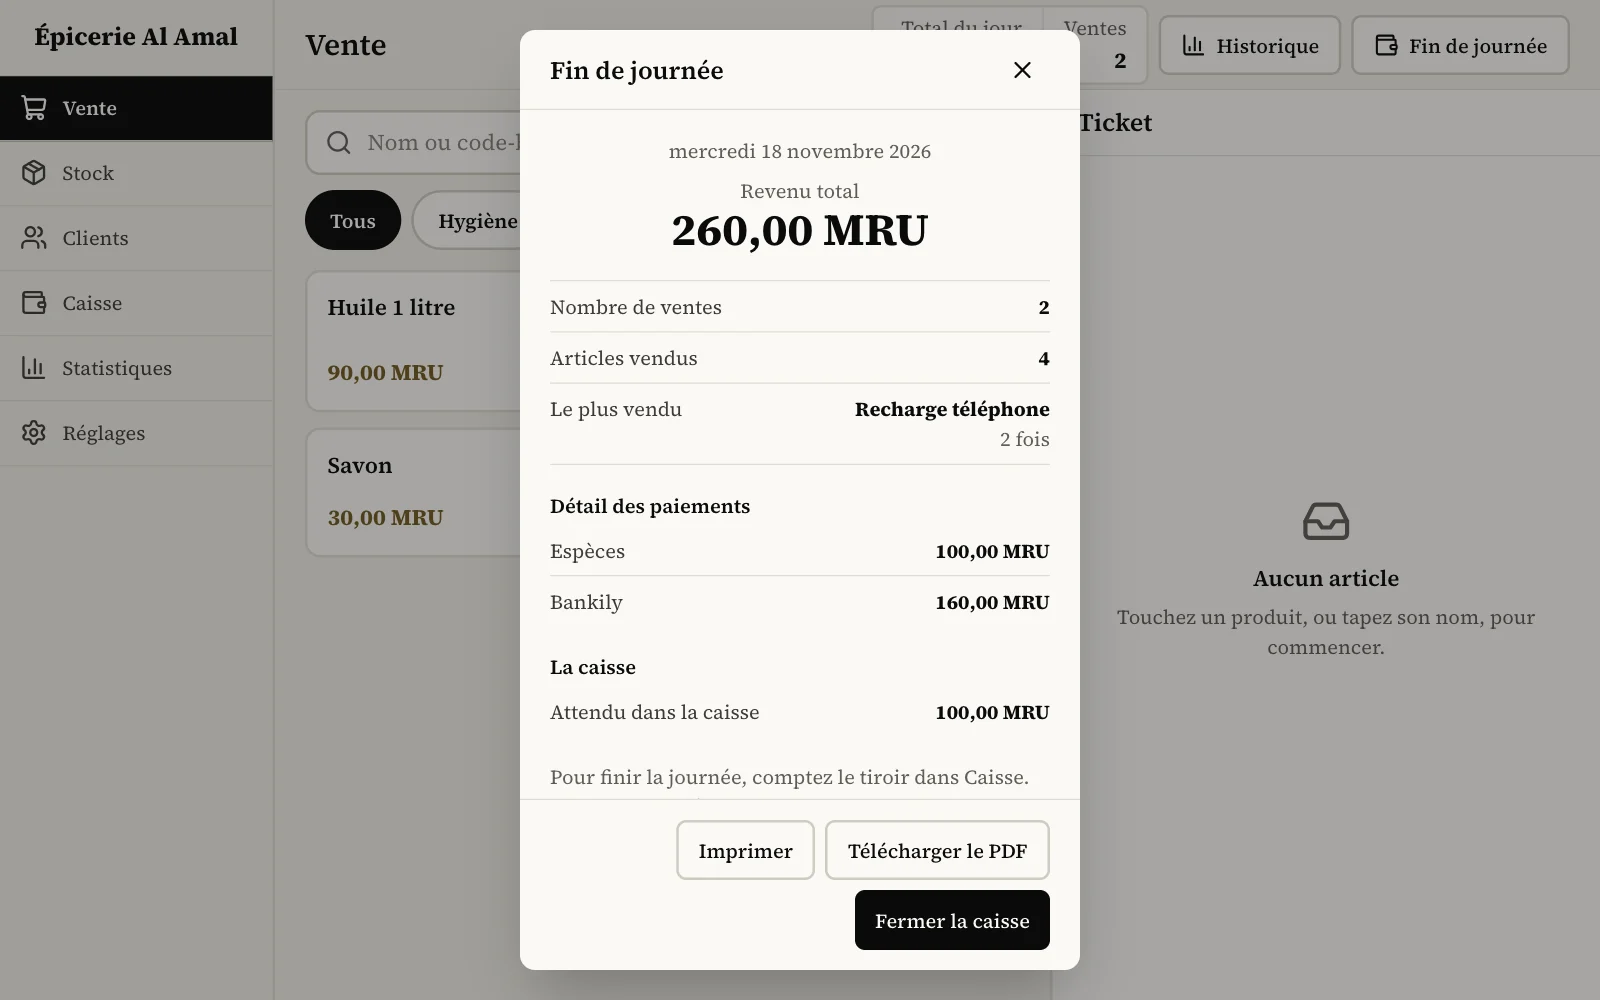 Épicerie Al Amal
Vente
Stock
Clients
Caisse
Statistiques
Réglages
Vente
Total du jour
Ventes
2
Historique
Fin de journée
Nom ou code-
Tous
Hygiène
Huile 1 litre
90,00 MRU
Savon
30,00 MRU
Ticket
Aucun article
Touchez un produit, ou tapez son nom, pour
commencer.
Fin de journée
mercredi 18 novembre 2026
Revenu total
260,00 MRU
Nombre de ventes 2
Articles vendus 4
Le plus vendu Recharge téléphone
2 fois
Détail des paiements
Espèces 100,00 MRU
Bankily 160,00 MRU
La caisse
Attendu dans la caisse 100,00 MRU
Pour finir la journée, comptez le tiroir dans Caisse.
Imprimer
Télécharger le PDF
Fermer la caisse